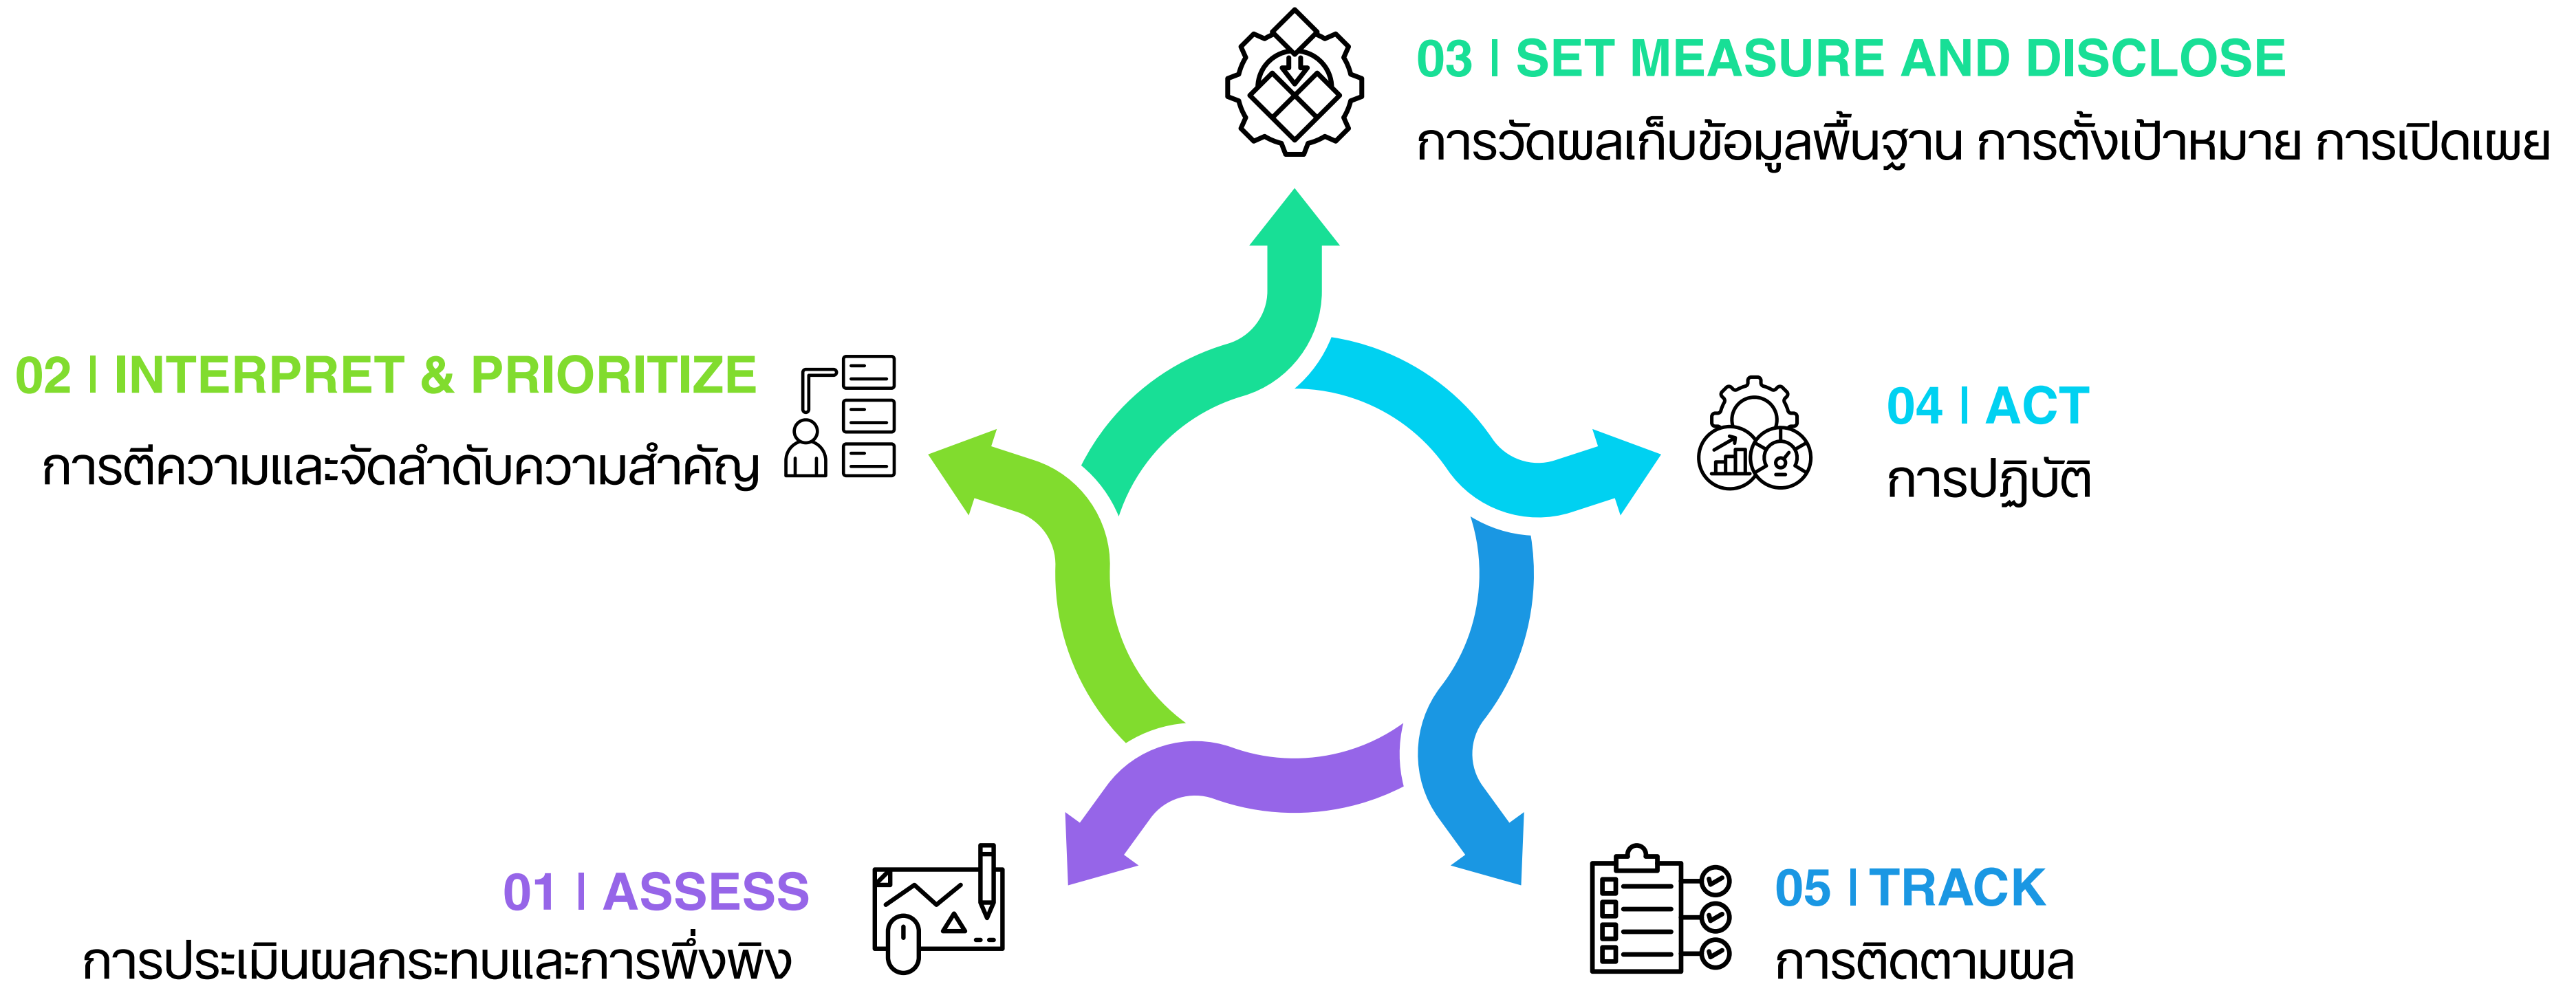 03 | SET MEASURE AND DISCLOSE
การวัดผลเก็บข้อมูลพื้นฐาน การตั้งเป้าหมาย การเปิดเผย
02 | INTERPRET & PRIORITIZE
การตีความและจัดลำดับความสำคัญ
04 | ACT
การปฏิบัติ
01 | ASSESS
การประเมินผลกระทบและการพึ่งพิง
05 | TRACK
การติดตามผล